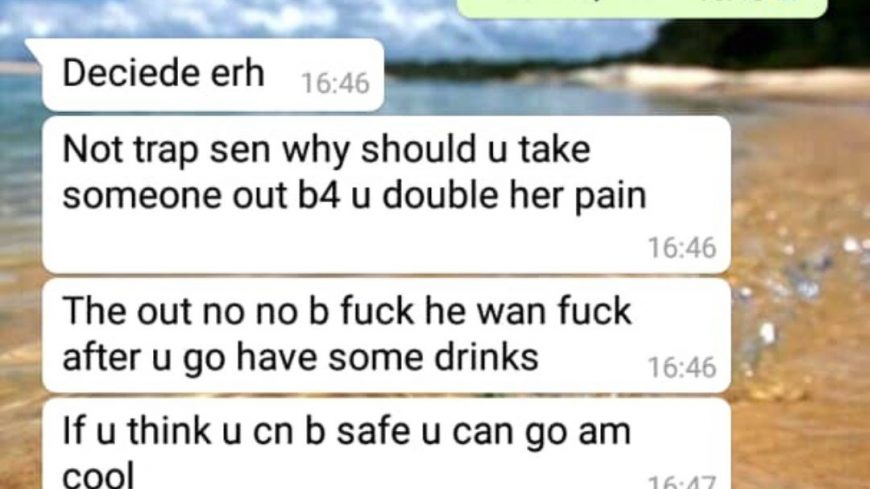 Deciede erh 16:46
Not trap sen why should u take
someone out b4 u double her pain
16:46
The out no no b fuck he wan fuck
after u go have some drinks 16:46
If u think u cn b safe u can go am
cool 16:47